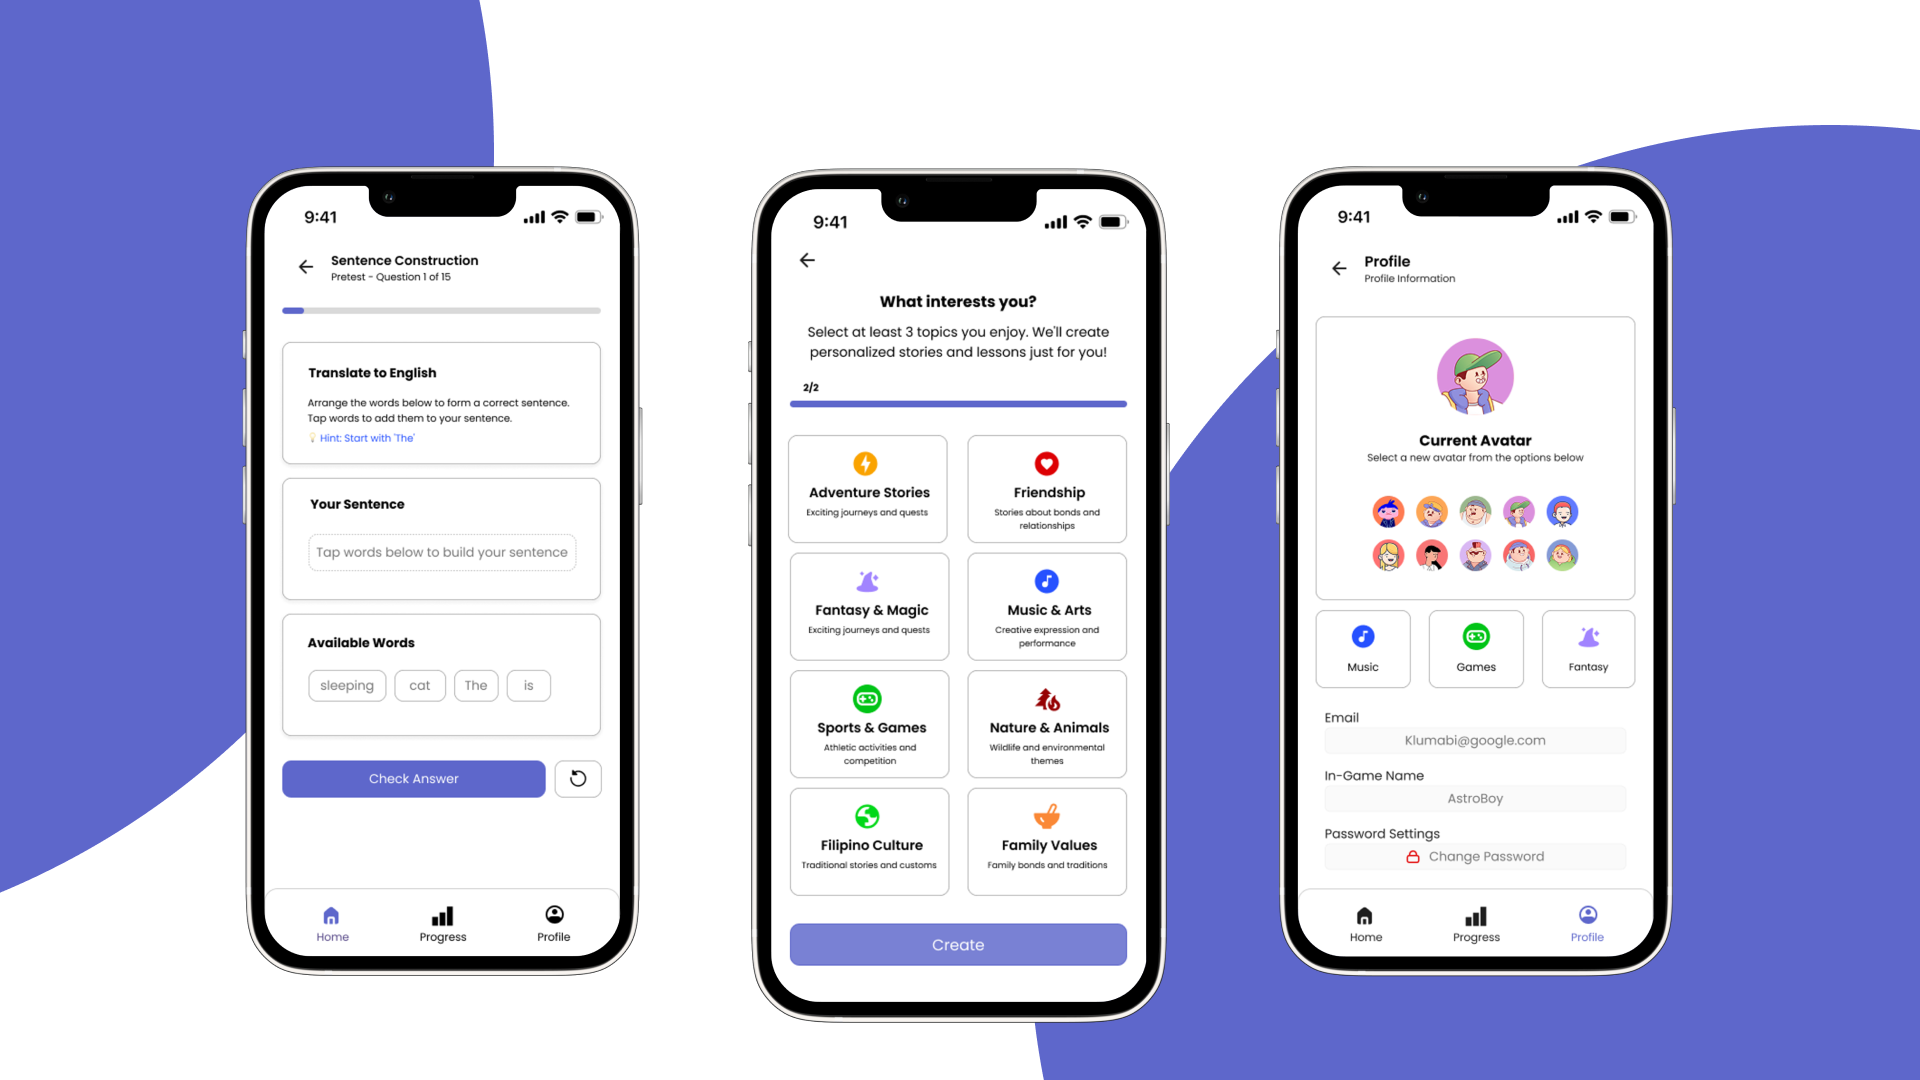 9:41
Sentence Construction
Pretest - Question 1 of 15
Translate to English
Arrange the words below to form a correct sentence.
Tap words to add them to your sentence.
Hint: Start with 'The'
Your Sentence
Tap words below to build your sentence
Available Words
sleeping cat The is
Check Answer
Home Progress Profile
9:41
What interests you?
Select at least 3 topics you enjoy. We'll create
personalized stories and lessons just for you!
2/2
Adventure Stories
Exciting journeys and quests
Friendship
Stories about bonds and
relationships
Fantasy & Magic
Exciting journeys and quests
Music & Arts
Creative expression and
performance
Sports & Games
Athletic activities and
competition
Nature & Animals
Wildlife and environmental
themes
Filipino Culture
Traditional stories and customs
Family Values
Family bonds and traditions
Create
9:41
Profile
Profile Information
Current Avatar
Select a new avatar from the options below
Music Games Fantasy
Email
Klumabi@google.com
In-Game Name
AstroBoy
Password Settings
Change Password
Home Progress Profile